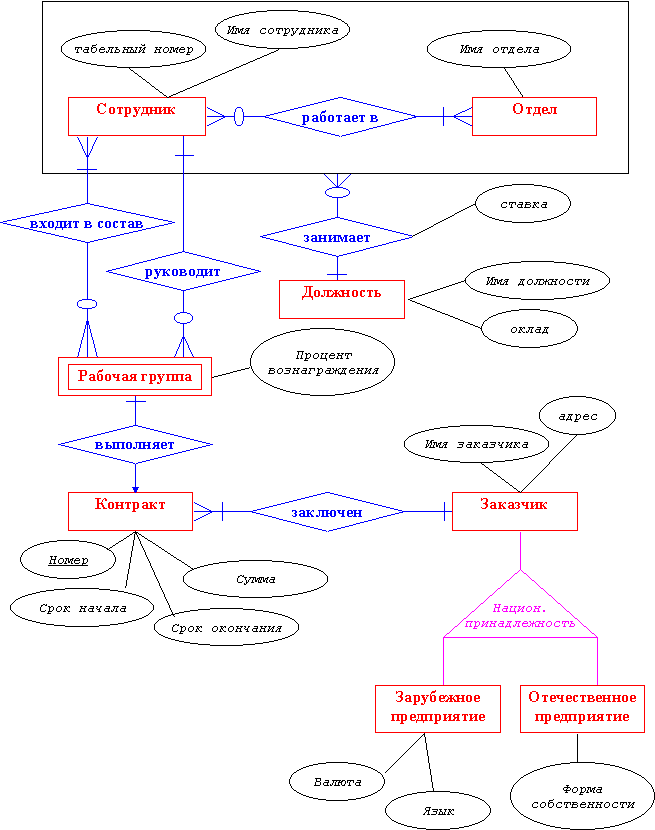 Имя сотрудника
табельный номер
Имя отдела
Сотрудник
работает в
Отдел
входит в состав
занимает
ставка
руководит
Должность
Имя должности
оклад
Рабочая группа
Процент
вознаграждения
выполняет
адрес
Имя заказчика
Контракт
заключен
Заказчик
Номер
Сумма
Срок начала
Срок окончания
Национ.
принадлежность
Зарубежное
предприятие
Отечественное
предприятие
Валюта
Язык
Форма
собственности